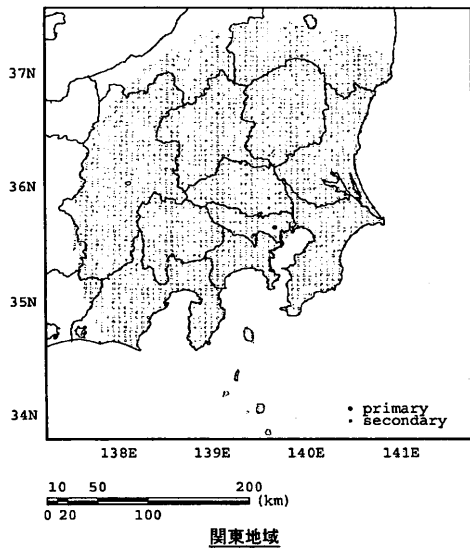 37N
36N
35N
34N
primary
secondary
138E 139E 140E 141E
10 50 200
(km)
0 20 100
関東地域